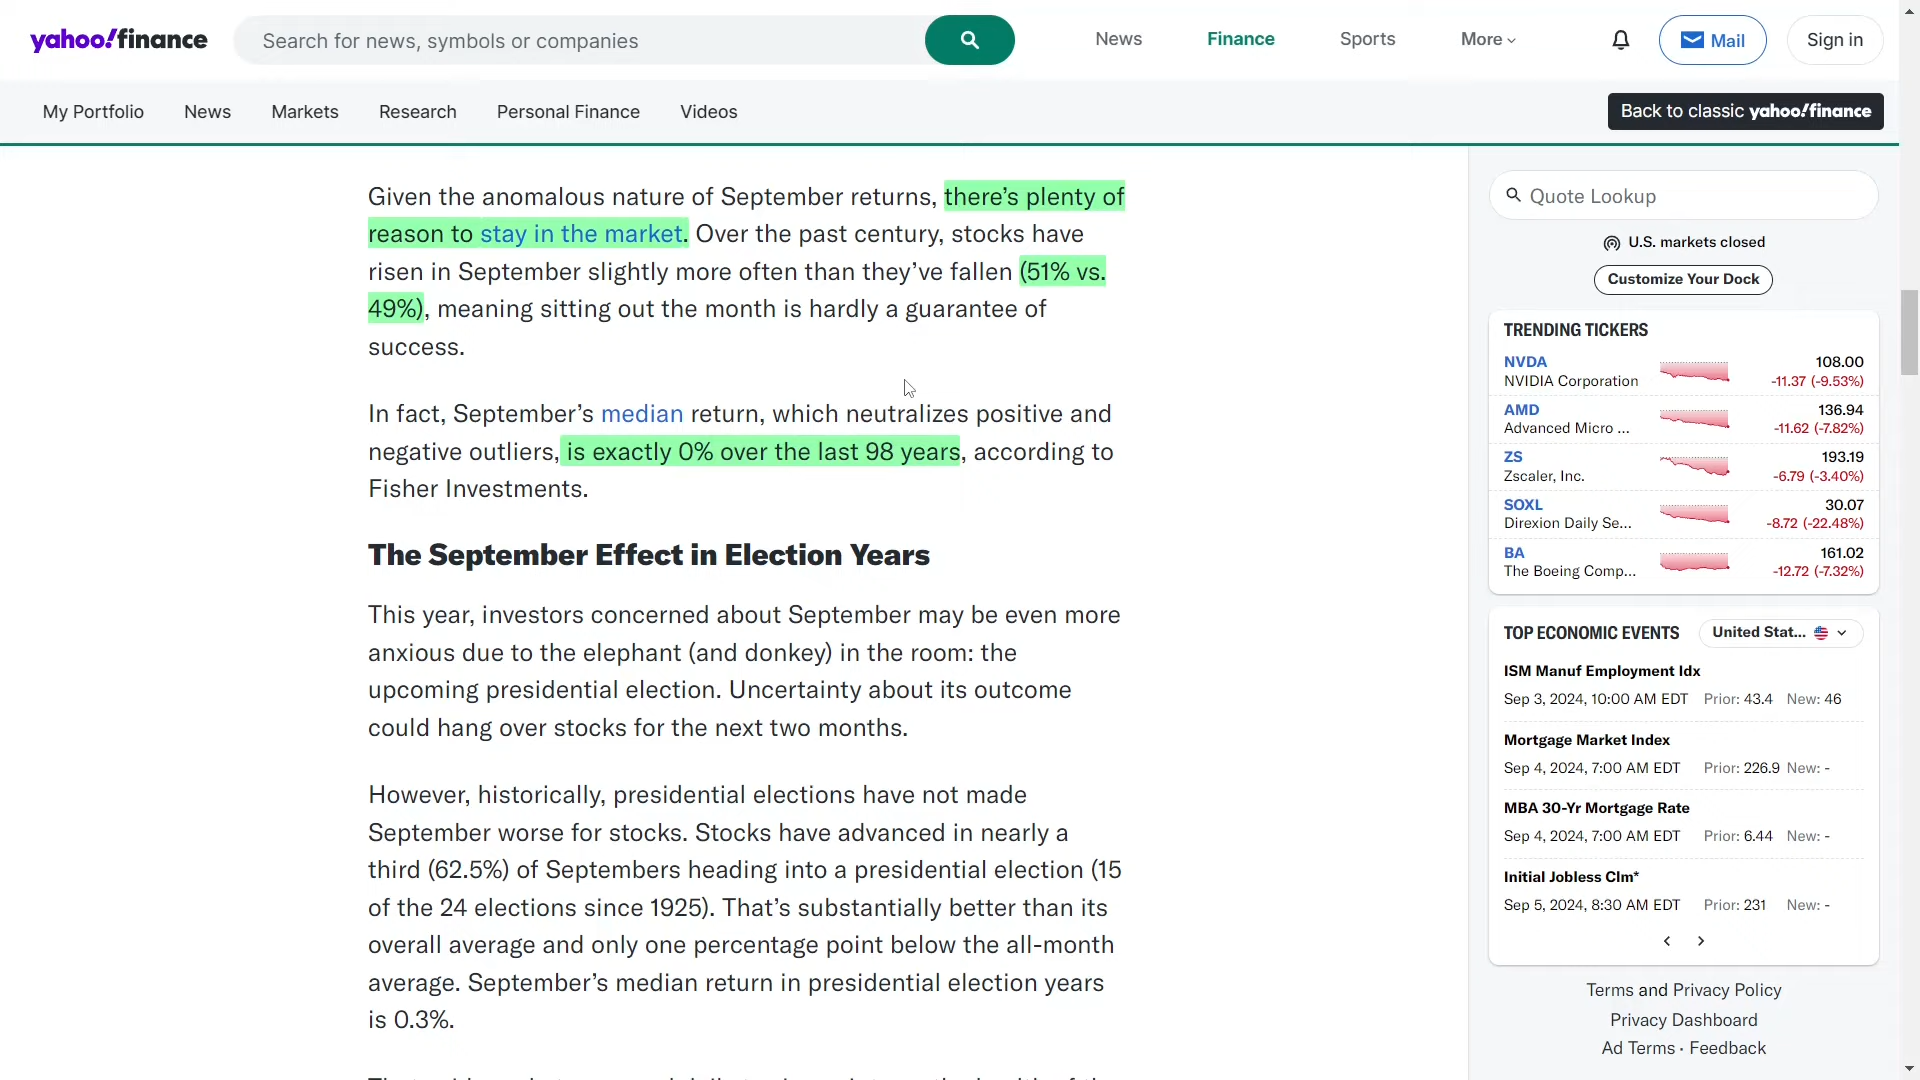 yahoo!finance
Search for news, symbols or companies
News
Finance
Sports
More
Mail
Sign in
My Portfolio
News
Markets
Research
Personal Finance
Videos
Back to classic yahoo!finance
Given the anomalous nature of September returns, there’s plenty of
reason to stay in the market. Over the past century, stocks have
risen in September slightly more often than they’ve fallen (51% vs.
49%), meaning sitting out the month is hardly a guarantee of
success.
In fact, September’s median return, which neutralizes positive and
negative outliers, is exactly 0% over the last 98 years, according to
Fisher Investments.
The September Effect in Election Years
This year, investors concerned about September may be even more
anxious due to the elephant (and donkey) in the room: the
upcoming presidential election. Uncertainty about its outcome
could hang over stocks for the next two months.
However, historically, presidential elections have not made
September worse for stocks. Stocks have advanced in nearly a
third (62.5%) of Septembers heading into a presidential election (15
of the 24 elections since 1925). That’s substantially better than its
overall average and only one percentage point below the all-month
average. September’s median return in presidential election years
is 0.3%.
Quote Lookup
U.S. markets closed
Customize Your Dock
TRENDING TICKERS
NVDA 108.00
NVIDIA Corporation -11.37 (-9.53%)
AMD 136.94
Advanced Micro ... -11.62 (-7.82%)
ZS 193.19
Zscaler, Inc. -6.79 (-3.40%)
SOXL 30.07
Direxion Daily Se... -8.72 (-22.48%)
BA 161.02
The Boeing Comp... -12.72 (-7.32%)
TOP ECONOMIC EVENTS United Stat...
ISM Manuf Employment Idx
Sep 3, 2024, 10:00 AM EDT Prior: 43.4 New: 46
Mortgage Market Index
Sep 4, 2024, 7:00 AM EDT Prior: 226.9 New: -
MBA 30-Yr Mortgage Rate
Sep 4, 2024, 7:00 AM EDT Prior: 6.44 New: -
Initial Jobless Clm*
Sep 5, 2024, 8:30 AM EDT Prior: 231 New: -
Terms and Privacy Policy
Privacy Dashboard
Ad Terms · Feedback